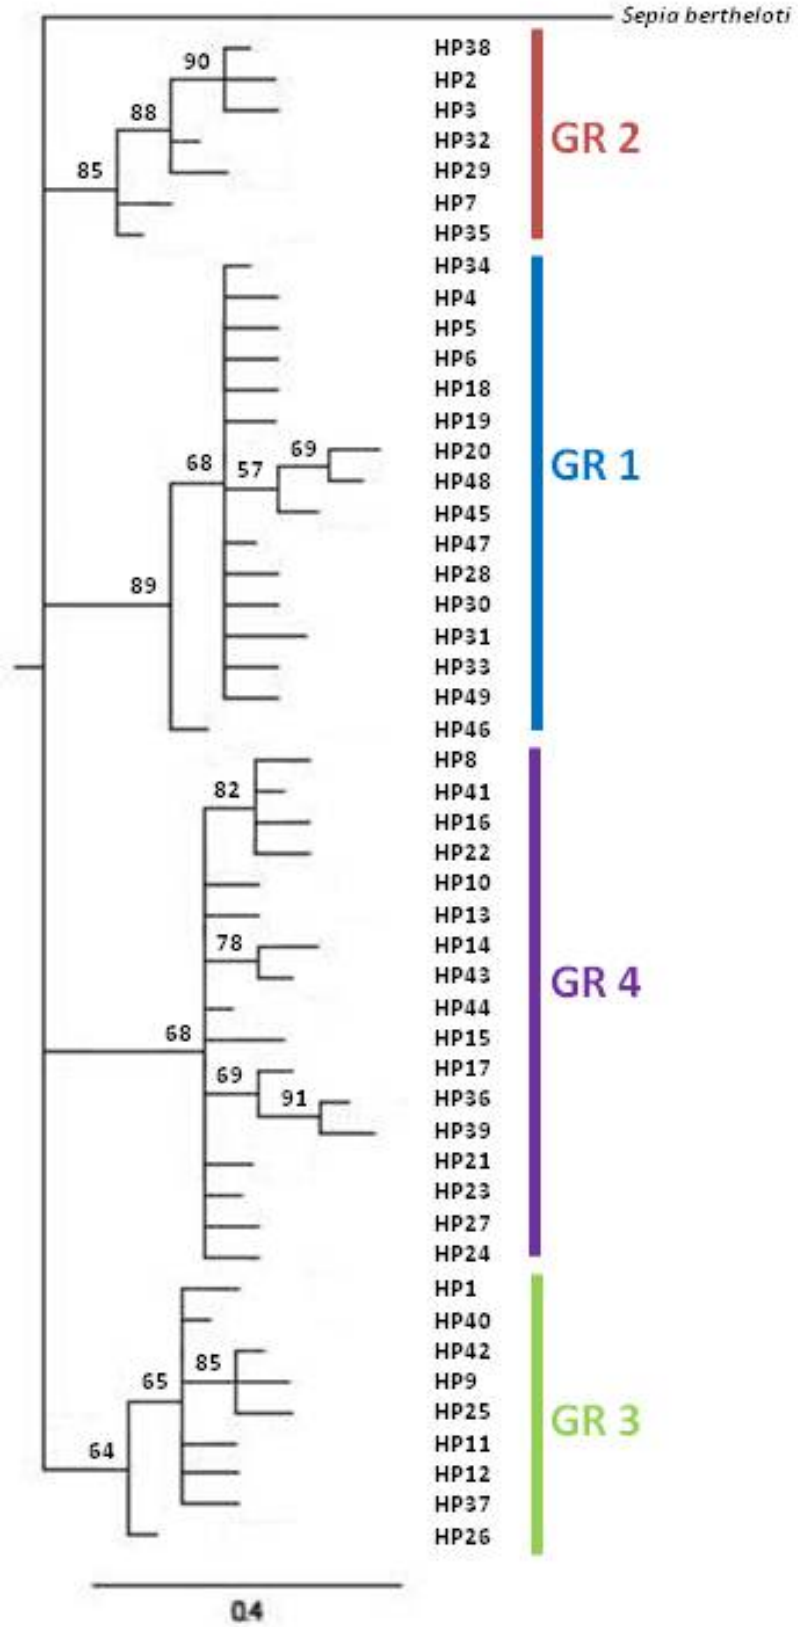 Sepia bertheloti
HP38
90
HP2
HP3
88
HP32
GR 2
HP29
85
HP7
HP35
HP34
HP4
HP5
HP6
HP18
HP19
69
HP20
68
57
GR 1
HP48
HP45
HP47
HP28
89
HP30
HP31
HP33
HP49
HP46
HP8
82
HP41
HP16
HP22
HP10
HP13
78
HP14
HP43
GR 4
HP44
68
HP15
69
HP17
91
HP36
HP39
HP21
HP23
HP27
HP24
HP1
HP40
HP42
85
65
HP9
HP25
GR 3
64
HP11
HP12
HP37
HP26
0.4